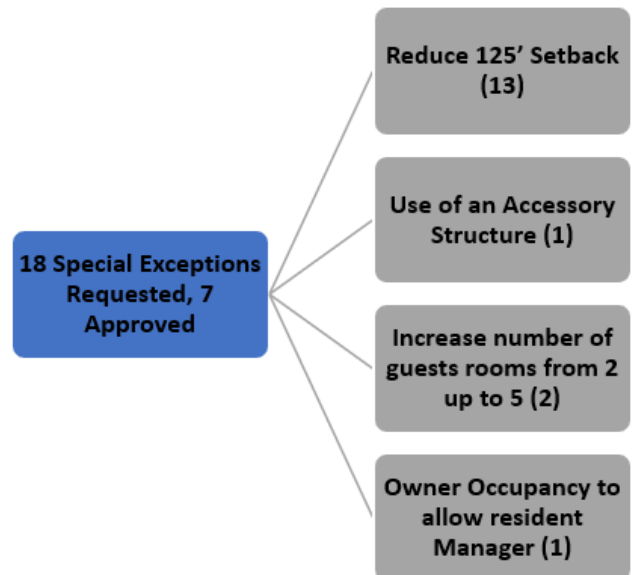 18 Special Exceptions
Requested, 7
Approved
Reduce 125’ Setback
(13)
Use of an Accessory
Structure (1)
Increase number of
guests rooms from 2
up to 5 (2)
Owner Occupancy to
allow resident
Manager (1)